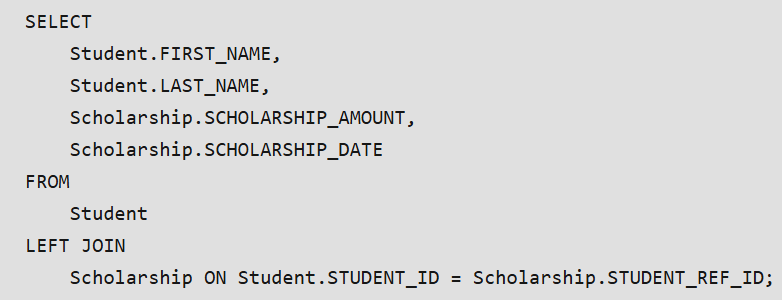 SELECT
Student.FIRST_NAME,
Student.LAST_NAME,
Scholarship.SCHOLARSHIP_AMOUNT,
Scholarship.SCHOLARSHIP_DATE
FROM
Student
LEFT JOIN
Scholarship ON Student.STUDENT_ID = Scholarship.STUDENT_REF_ID;